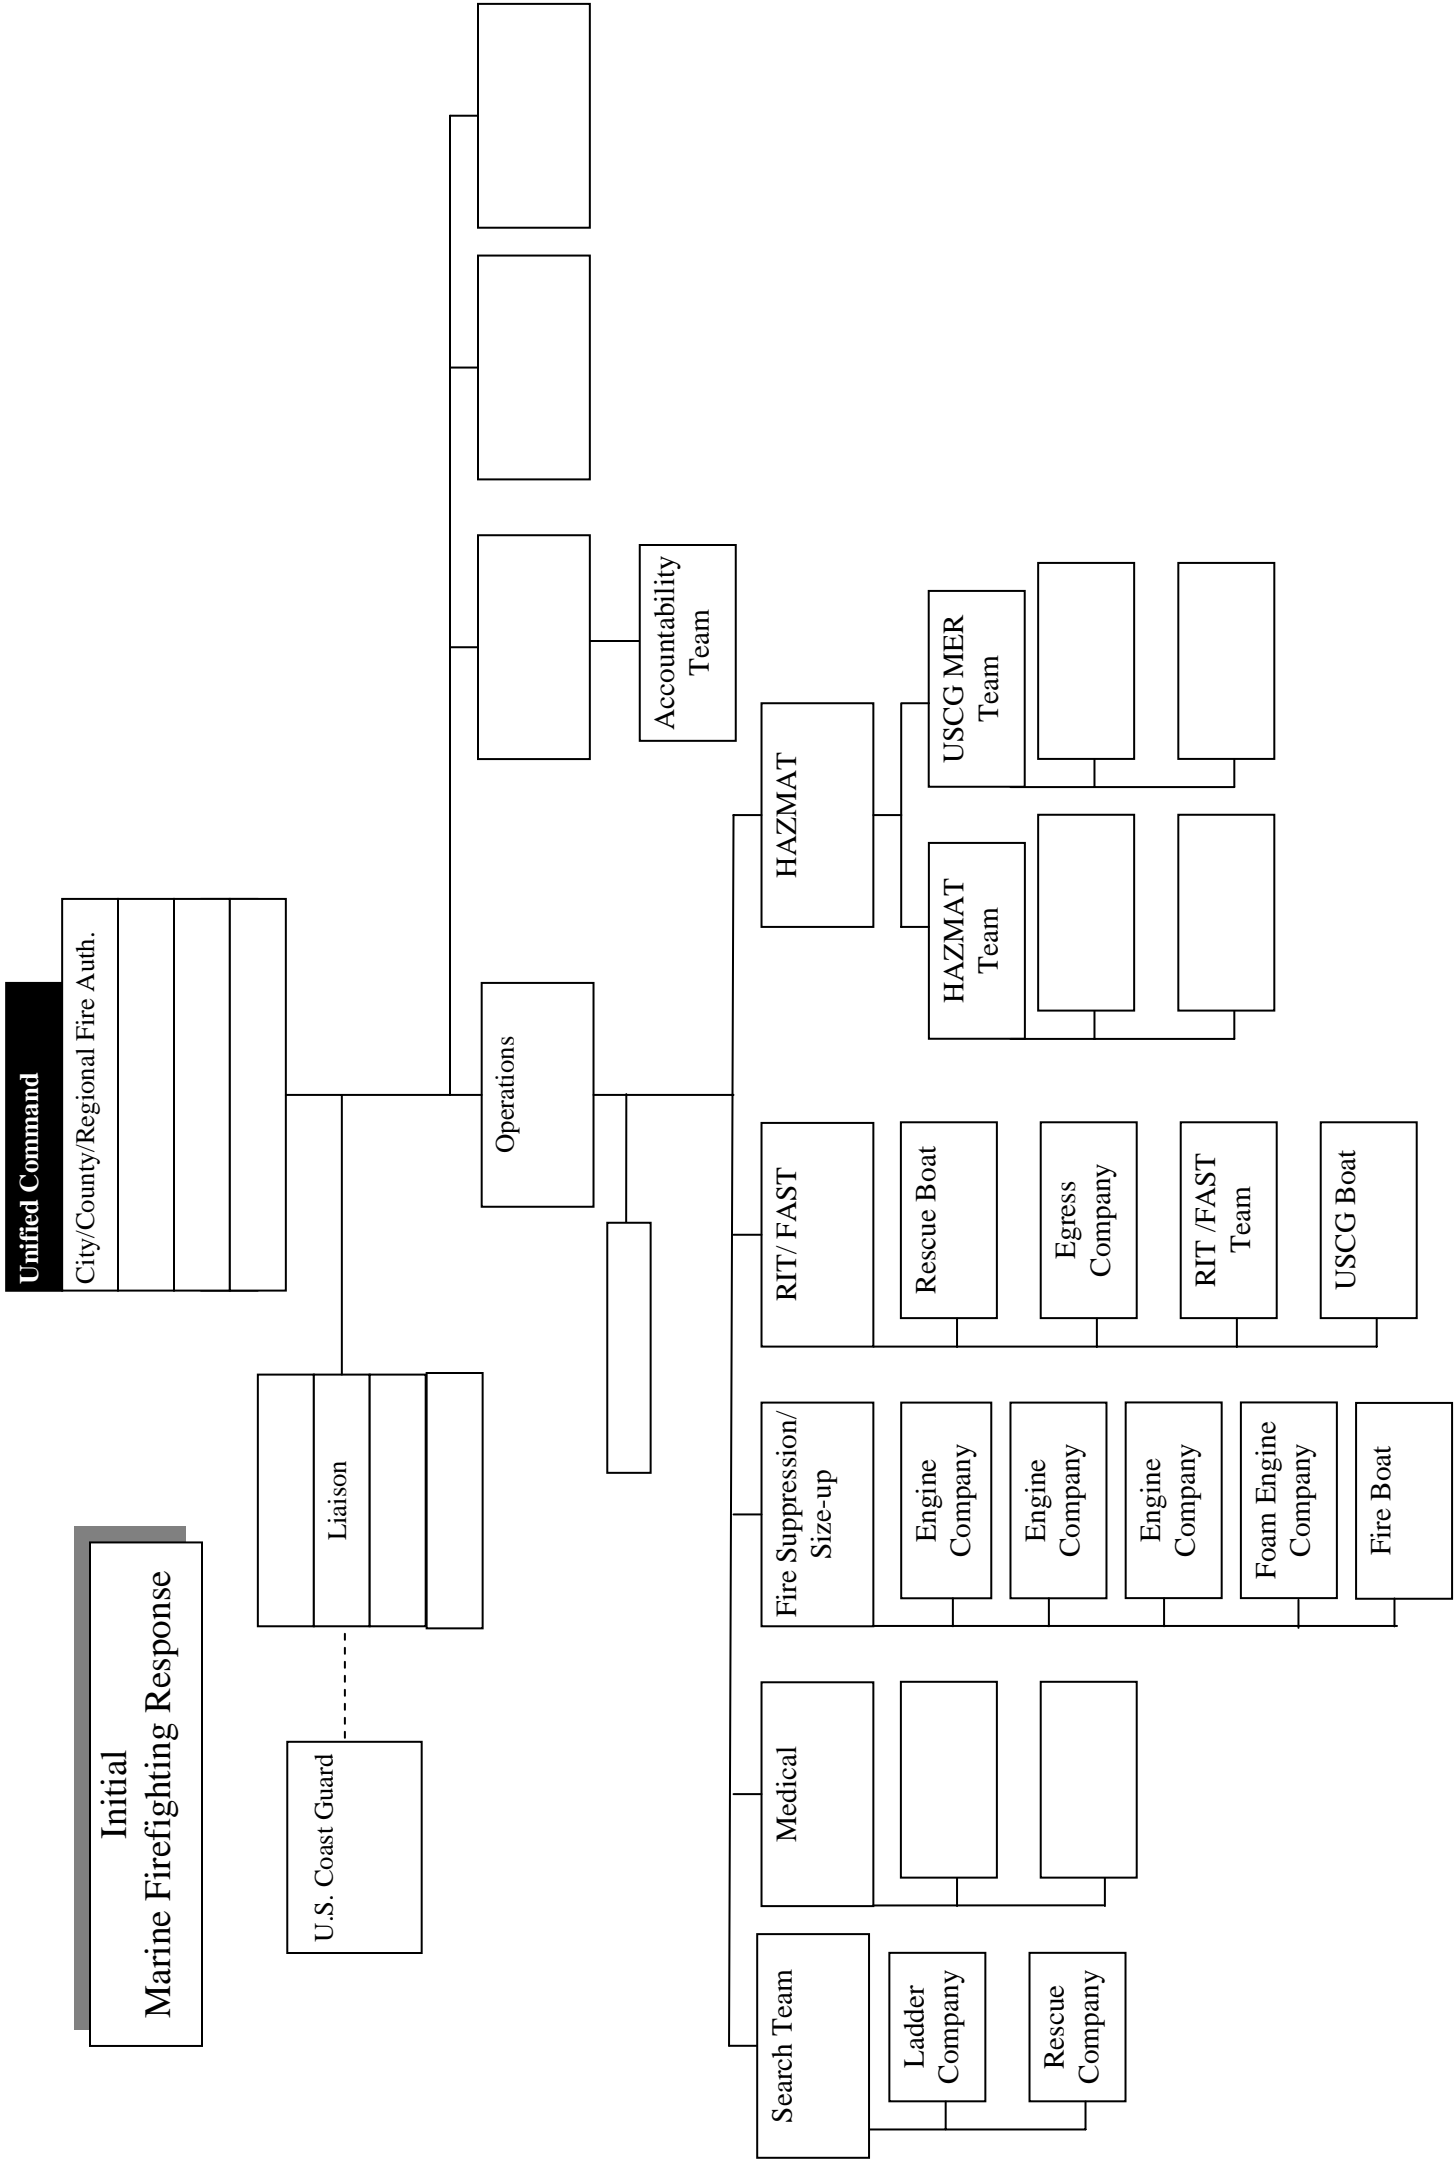 Initial
Marine Firefighting Response
Unified Command
City/County/Regional Fire Auth.
U.S. Coast Guard
Liaison
Operations
Accountability
Team
Search Team
Ladder
Company
Rescue
Company
Medical
Fire Suppression/
Size-up
Engine
Company
Engine
Company
Engine
Company
Foam Engine
Company
Fire Boat
RIT/ FAST
Rescue Boat
Egress
Company
RIT /FAST
Team
USCG Boat
HAZMAT
HAZMAT
Team
USCG MER
Team